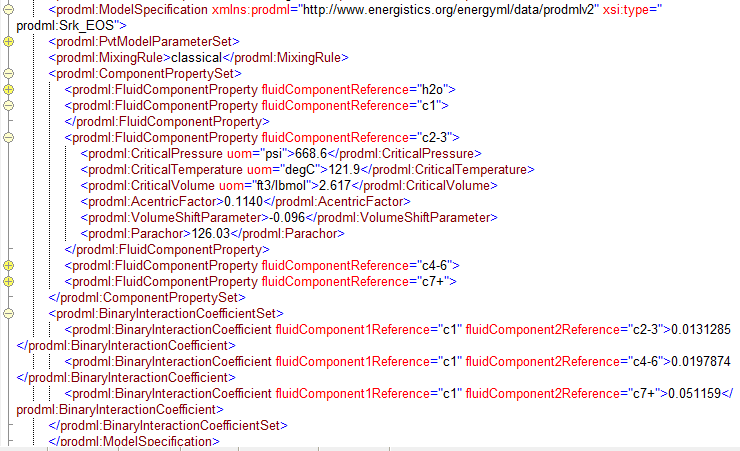 <prodml:ModelSpecification xmlns:prodml="http://www.energistics.org/energyml/data/prodmlv2" xsi:type="
prodml:Srk_EOS">
<prodml:PvtModelParameterSet>
<prodml:MixingRule>classical</prodml:MixingRule>
<prodml:ComponentPropertySet>
<prodml:FluidComponentProperty fluidComponentReference="h2o">
<prodml:FluidComponentProperty fluidComponentReference="c1">
</prodml:FluidComponentProperty>
<prodml:FluidComponentProperty fluidComponentReference="c2-3">
<prodml:CriticalPressure uom="psi">668.6</prodml:CriticalPressure>
<prodml:CriticalTemperature uom="degC">121.9</prodml:CriticalTemperature>
<prodml:CriticalVolume uom="ft3/lbmol">2.617</prodml:CriticalVolume>
<prodml:AcentricFactor>0.1140</prodml:AcentricFactor>
<prodml:VolumeShiftParameter>-0.096</prodml:VolumeShiftParameter>
<prodml:Parachor>126.03</prodml:Parachor>
</prodml:FluidComponentProperty>
<prodml:FluidComponentProperty fluidComponentReference="c4-6">
<prodml:FluidComponentProperty fluidComponentReference="c7+">
</prodml:ComponentPropertySet>
<prodml:BinaryInteractionCoefficientSet>
<prodml:BinaryInteractionCoefficient fluidComponent1Reference="c1" fluidComponent2Reference="c2-3">0.0131285
</prodml:BinaryInteractionCoefficient>
<prodml:BinaryInteractionCoefficient fluidComponent1Reference="c1" fluidComponent2Reference="c4-6">0.0197874
</prodml:BinaryInteractionCoefficient>
<prodml:BinaryInteractionCoefficient fluidComponent1Reference="c1" fluidComponent2Reference="c7+">0.051159</
prodml:BinaryInteractionCoefficient>
</prodml:BinaryInteractionCoefficientSet>
</prodml:ModelSpecification>